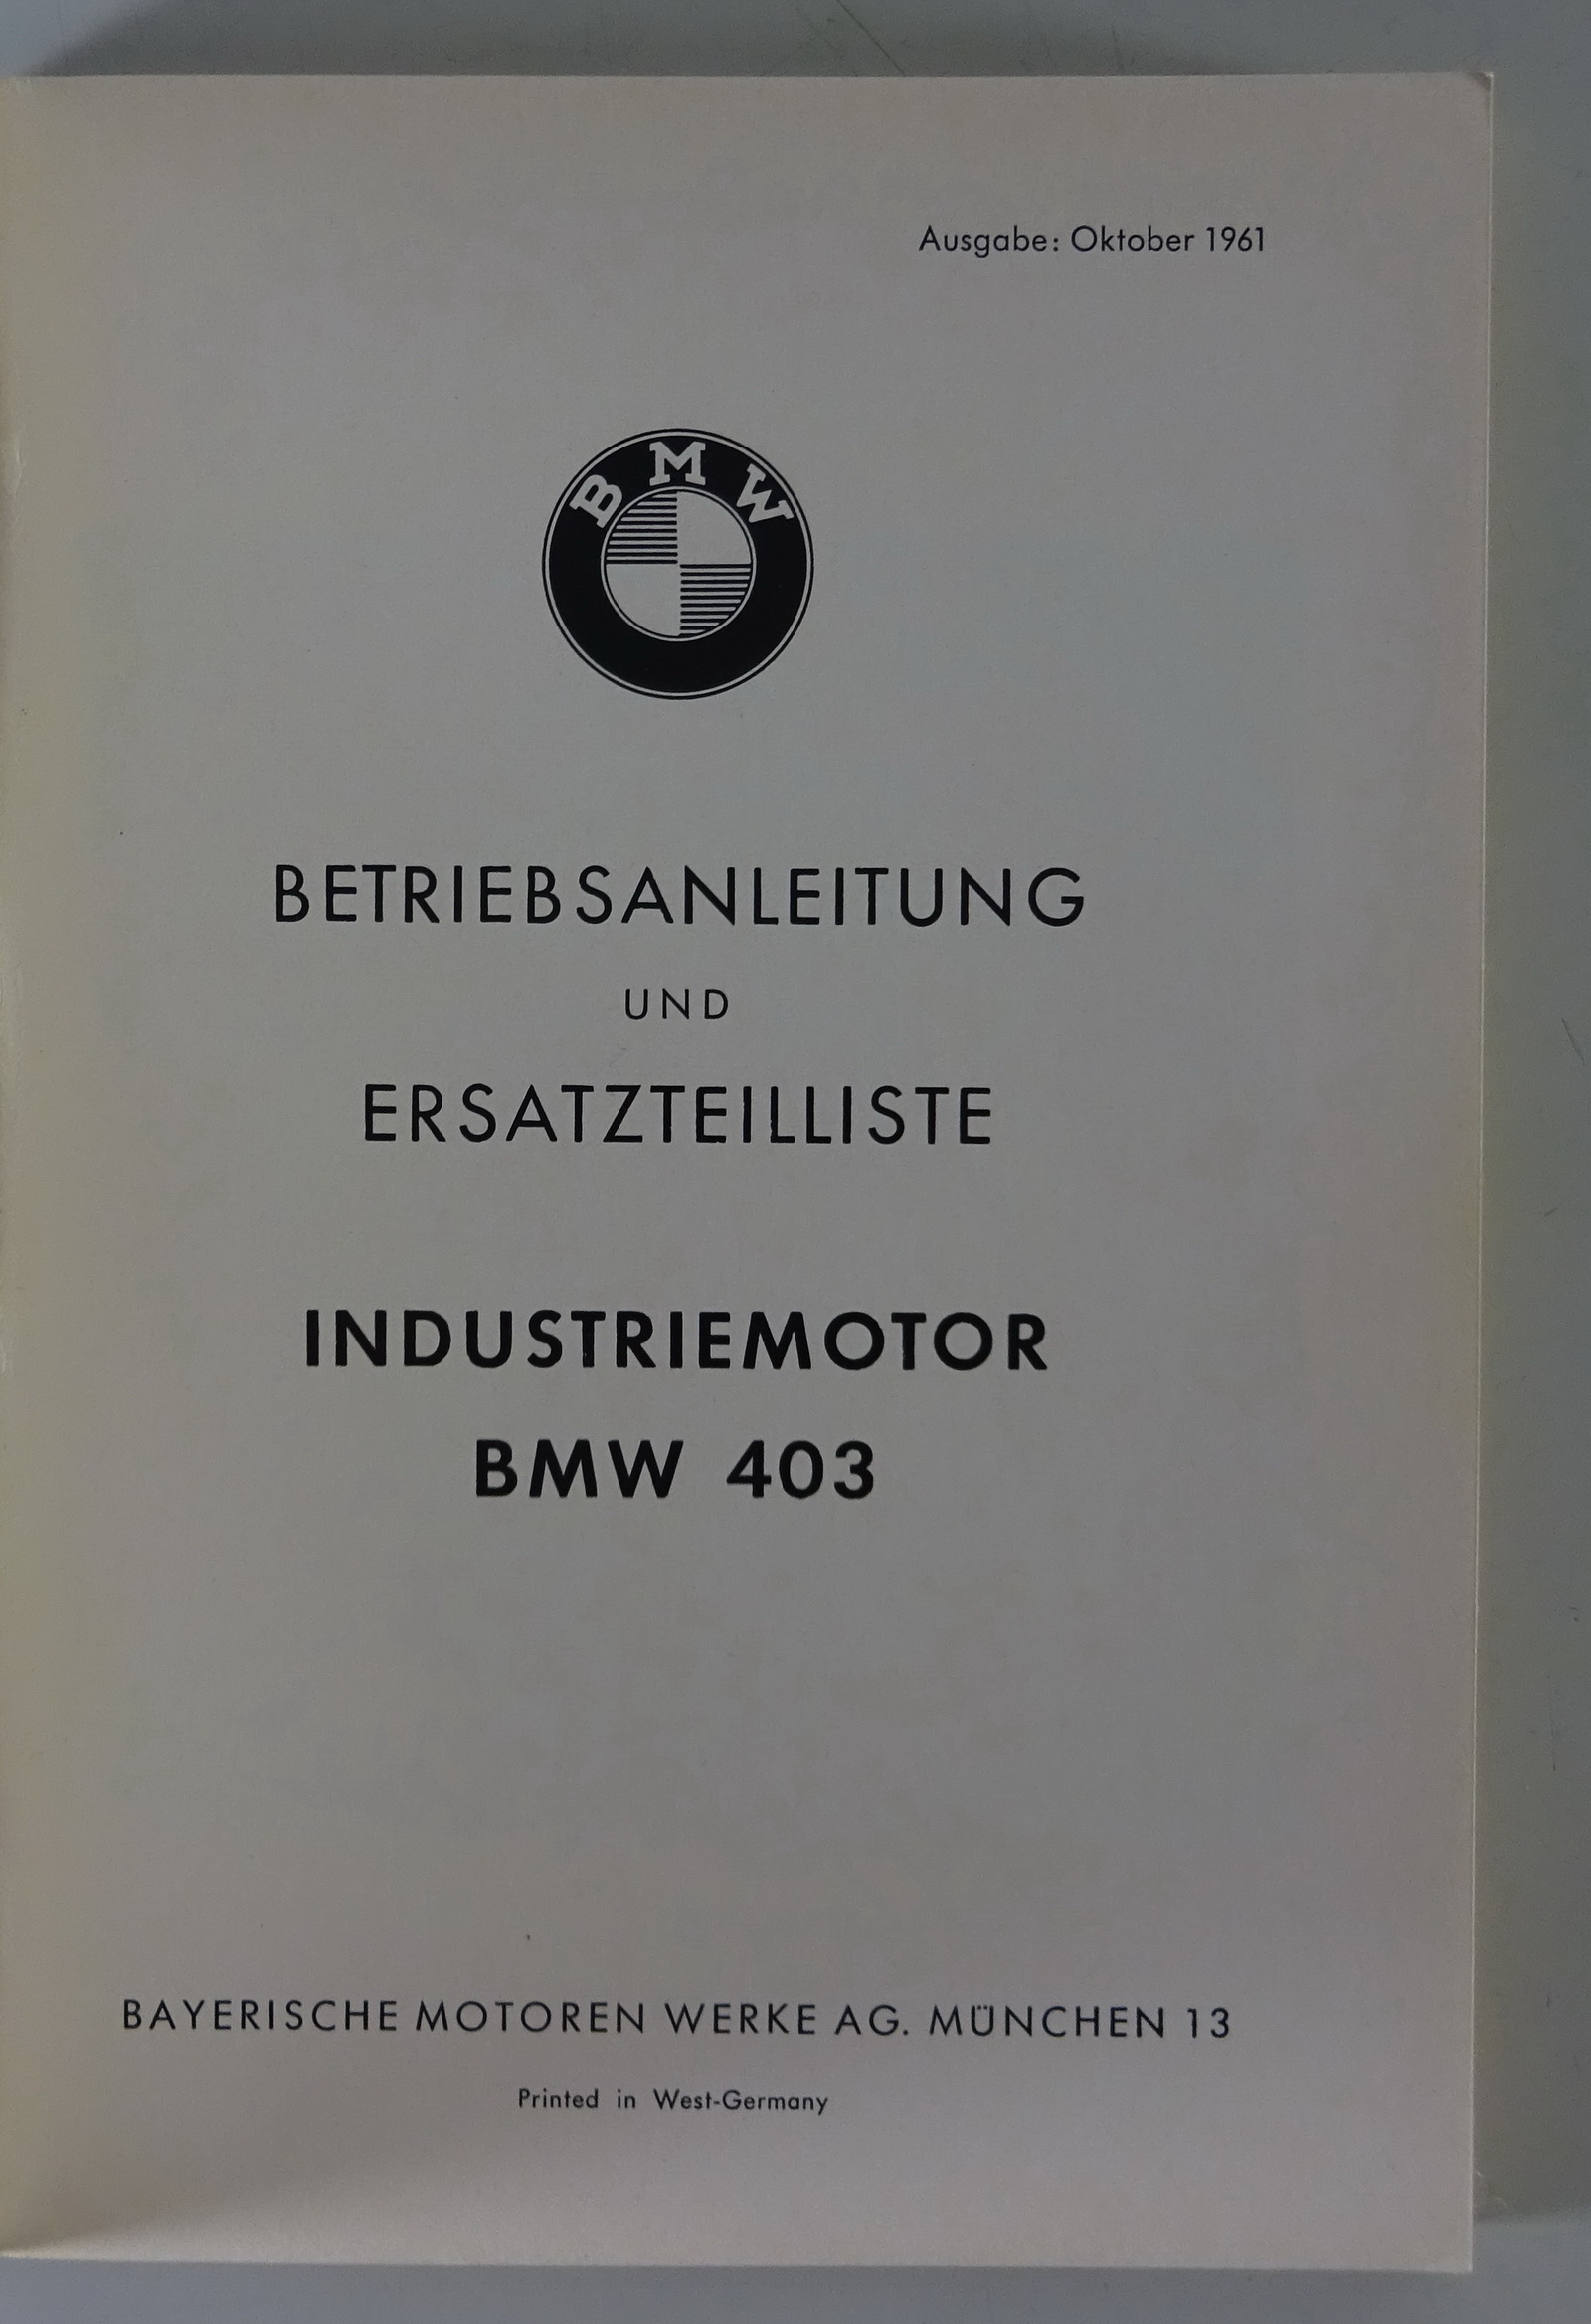 Ausgabe: Oktober 1961
BMW
BETRIEBSANLEITUNG
UND
ERSATZTEILLISTE
INDUSTRIEMOTOR
BMW 403
BAYERISCHE MOTOREN WERKE AG. MÜNCHEN 13
Printed in West-Germany